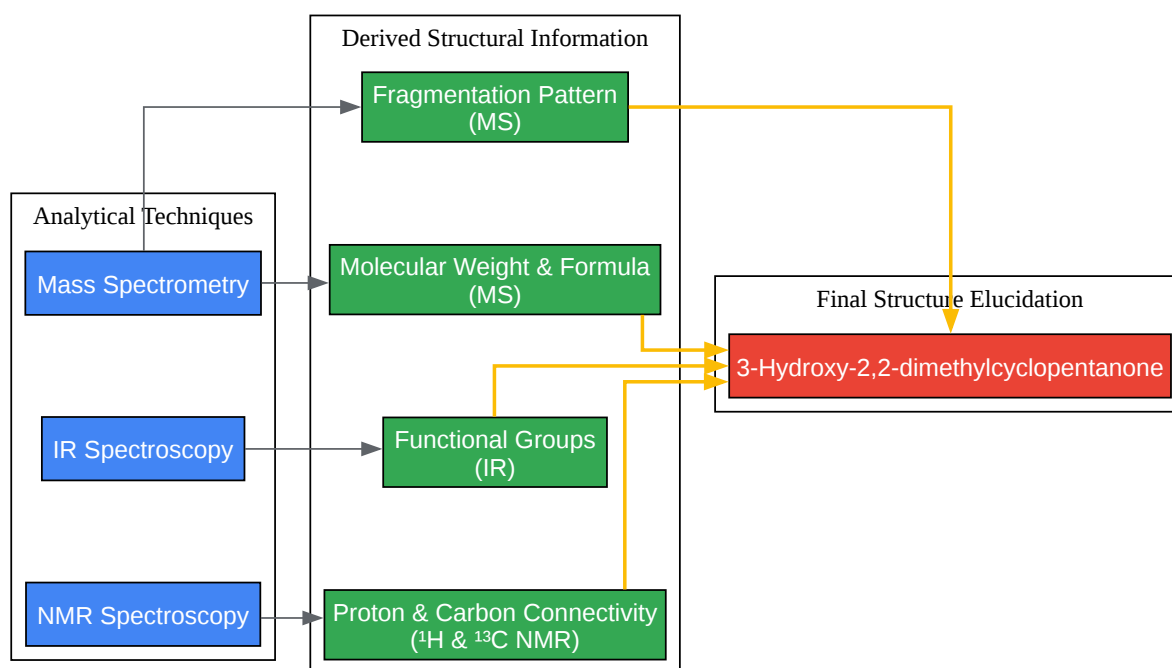 Analytical Techniques
Mass Spectrometry
IR Spectroscopy
NMR Spectroscopy
Derived Structural Information
Fragmentation Pattern
(MS)
Molecular Weight & Formula
(MS)
Functional Groups
(IR)
Proton & Carbon Connectivity
(¹H & ¹³C NMR)
Final Structure Elucidation
3-Hydroxy-2,2-dimethylcyclopentanone